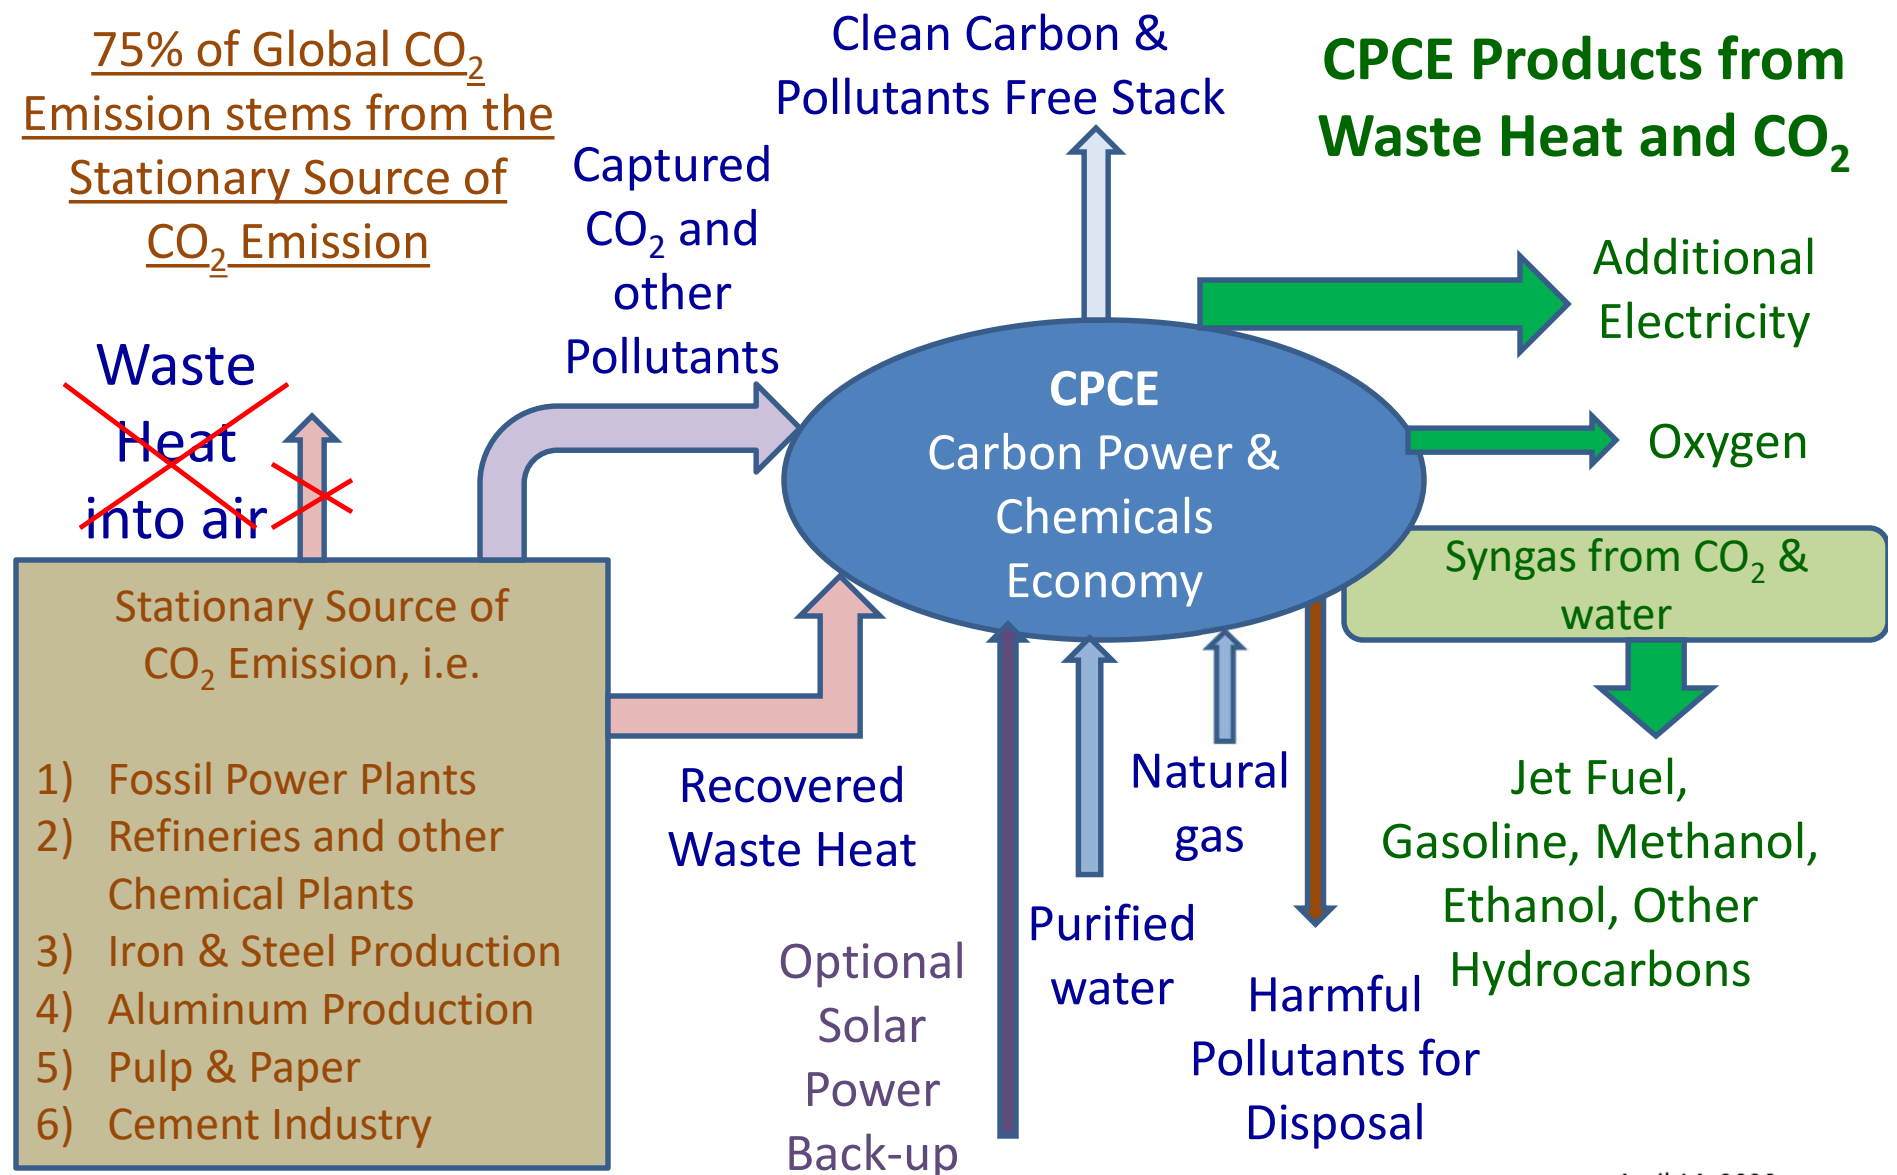 75% of Global CO₂
Emission stems from the
Stationary Source of
CO₂ Emission
Clean Carbon &
Pollutants Free Stack
CPCE Products from
Waste Heat and CO₂
Captured
CO₂ and
other
Pollutants
Additional
Electricity
Waste
Heat
into air
CPCE
Carbon Power &
Chemicals
Economy
Oxygen
Syngas from CO₂ &
water
Stationary Source of
CO₂ Emission, i.e.
1) Fossil Power Plants
2) Refineries and other
Chemical Plants
3) Iron & Steel Production
4) Aluminum Production
5) Pulp & Paper
6) Cement Industry
Recovered
Waste Heat
Natural
gas
Jet Fuel,
Gasoline, Methanol,
Ethanol, Other
Hydrocarbons
Purified
water
Optional
Solar
Power
Back-up
Harmful
Pollutants for
Disposal